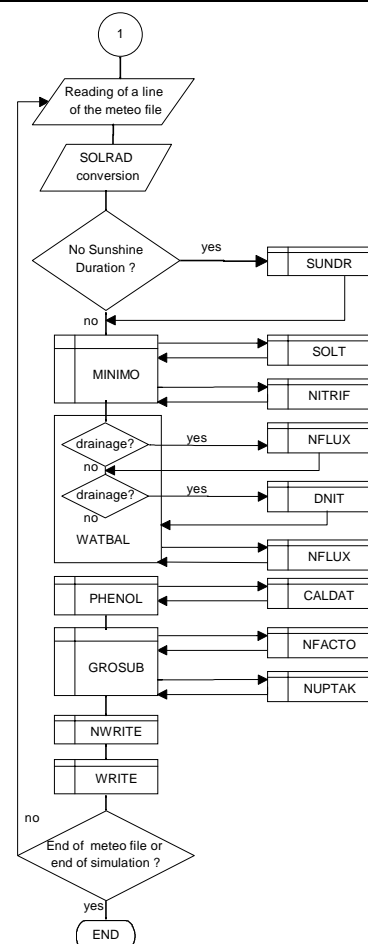 1
Reading of a line
of the meteo file
SOLRAD
conversion
No Sunshine
Duration ?
yes
SUNDR
no
MINIMO
SOLT
NITRIF
drainage?
yes
NFLUX
no
drainage?
yes
DNIT
no
WATBAL
NFLUX
PHENOL
CALDAT
GROSUB
NFACTO
NUPTAK
NWRITE
WRITE
no
End of meteo file or
end of simulation ?
yes
END